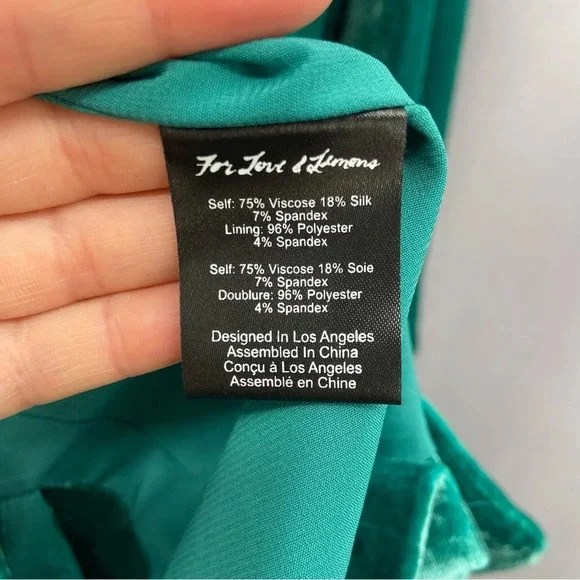 For Love & Lemons
Self: 75% Viscose 18% Silk
7% Spandex
Lining: 96% Polyester
4% Spandex
Self: 75% Viscose 18% Soie
7% Spandex
Doublure: 96% Polyester
4% Spandex
Designed In Los Angeles
Assembled In China
Conçu à Los Angeles
Assemblé en Chine